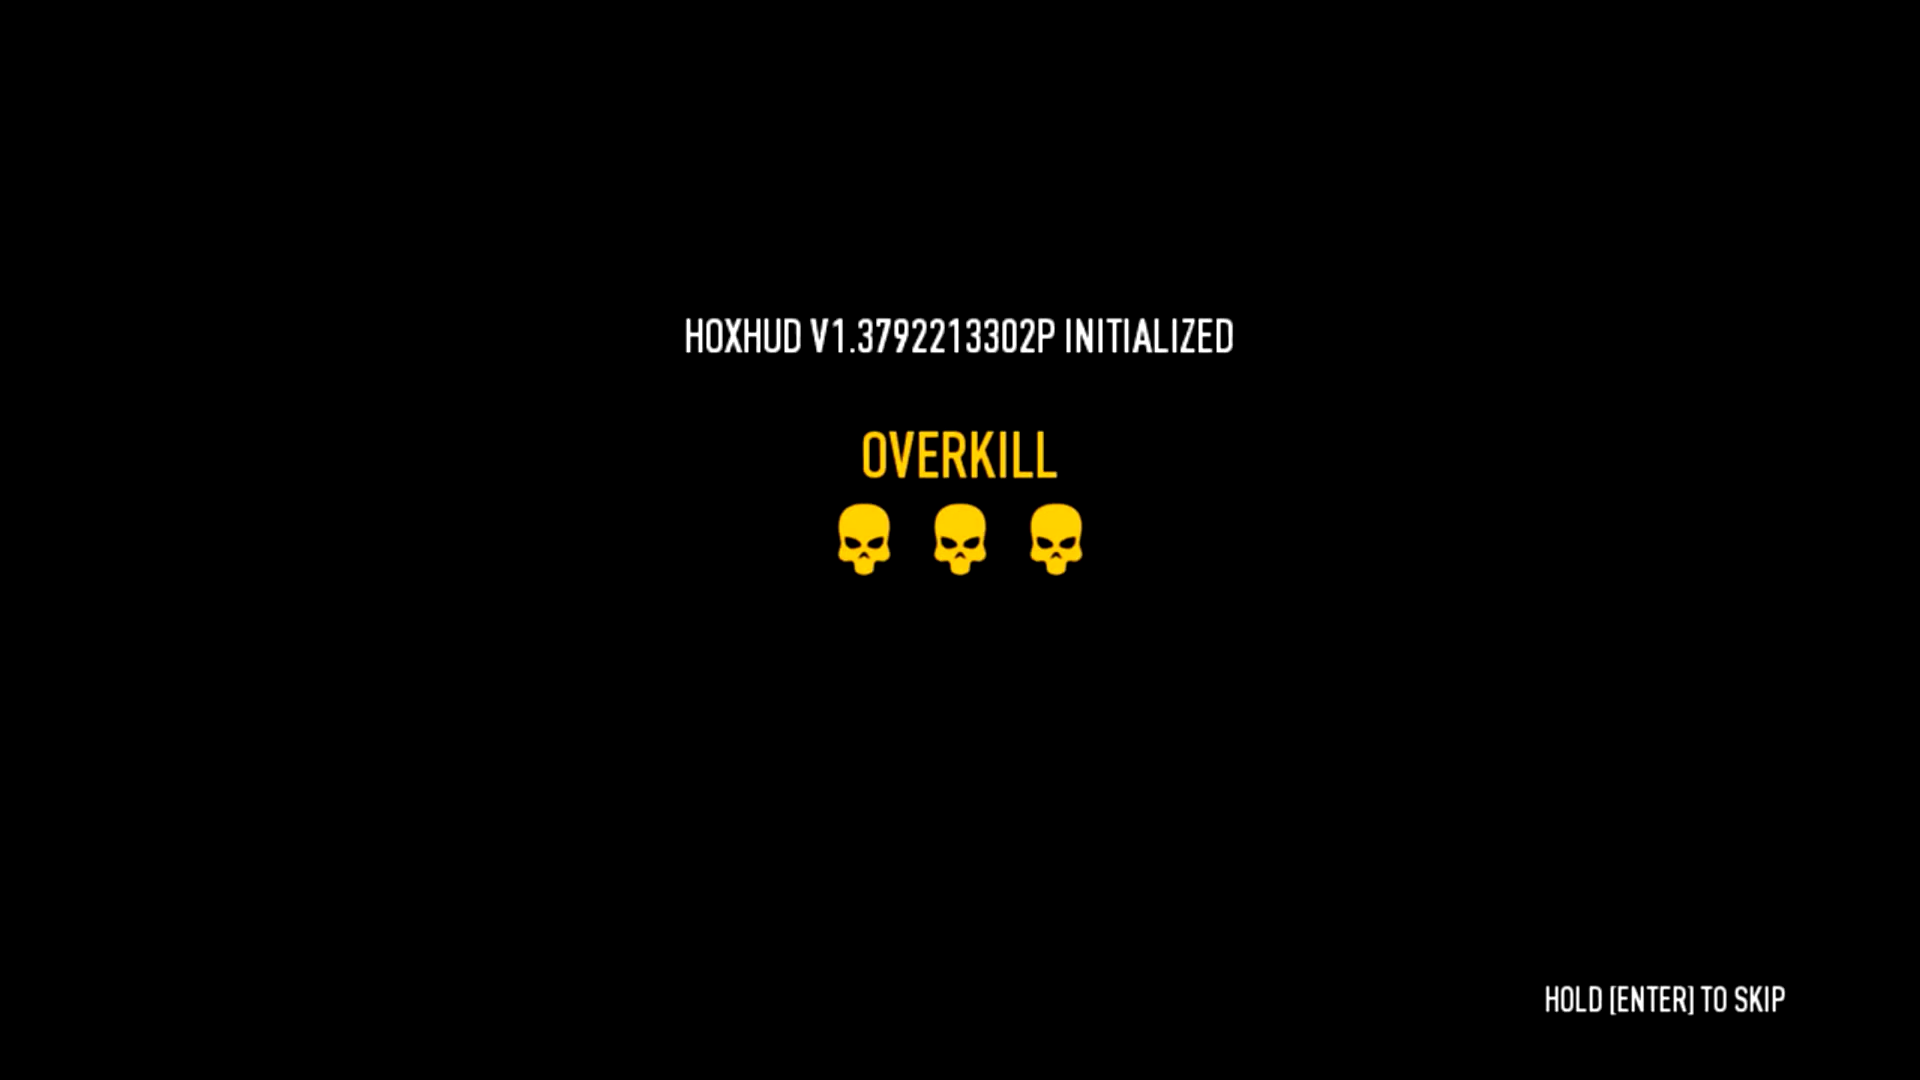 HOXHUD V1.3792213302P INITIALIZED
OVERKILL
HOLD [ENTER] TO SKIP